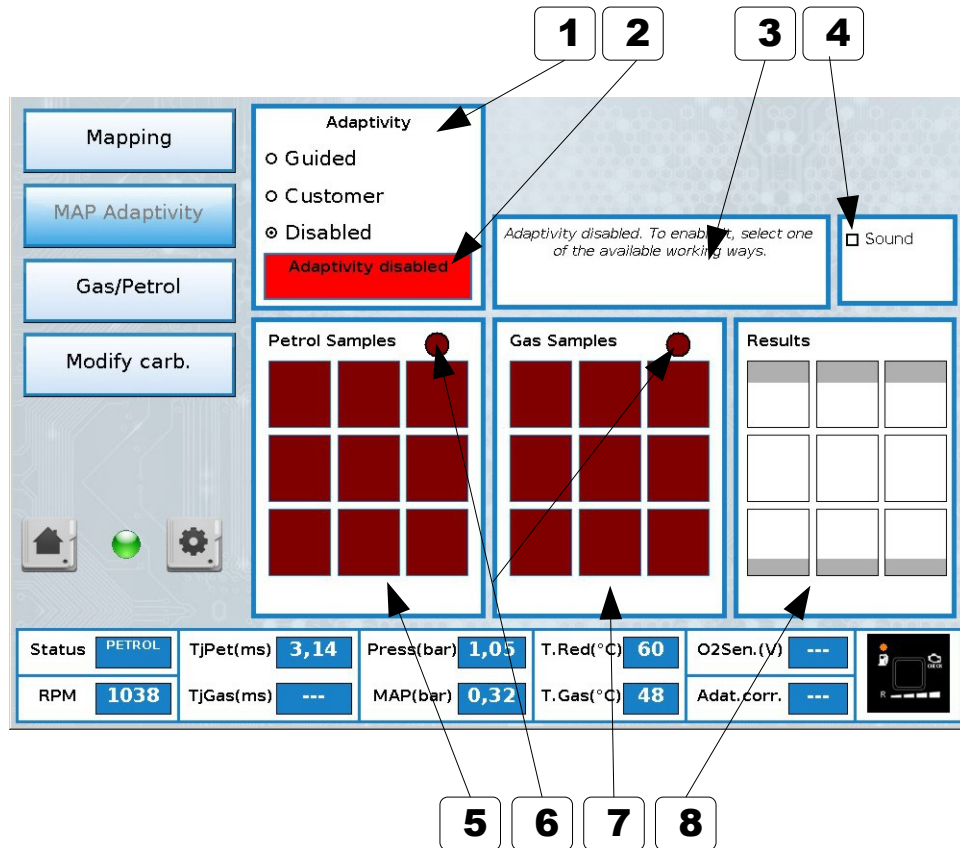 1 2 3 4
Mapping
MAP Adaptivity
Gas/Petrol
Modify carb.
Adaptivity
Guided
Customer
Disabled
Adaptivity disabled
Adaptivity disabled. To enable it, select one
of the available working ways.
Sound
Petrol Samples
Gas Samples
Results
Status PETROL TjPet(ms) 3,14 Press(bar) 1,05 T.Red(°C) 60 O2Sen.(V) ---
RPM 1038 TjGas(ms) --- MAP(bar) 0,32 T.Gas(°C) 48 Adat.corr. ---
CHECK
R
5 6 7 8